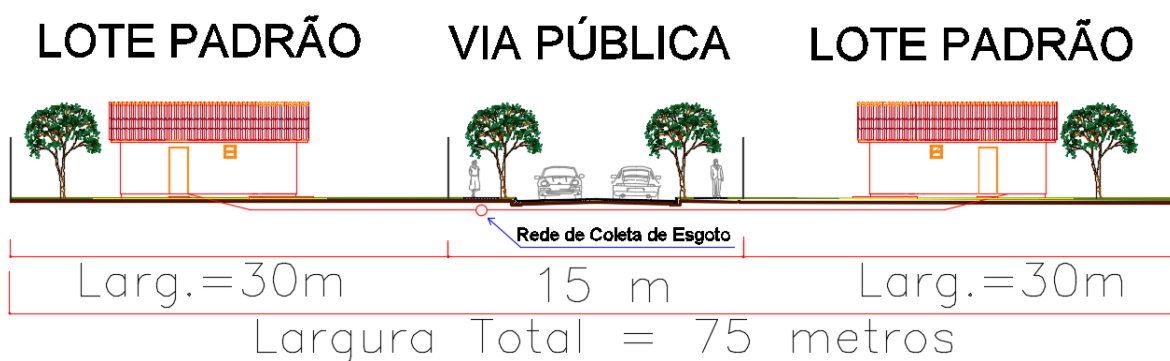 LOTE PADRÃO VIA PÚBLICA LOTE PADRÃO
Rede de Coleta de Esgoto
Larg.=30m 15 m Larg.=30m
Largura Total = 75 metros